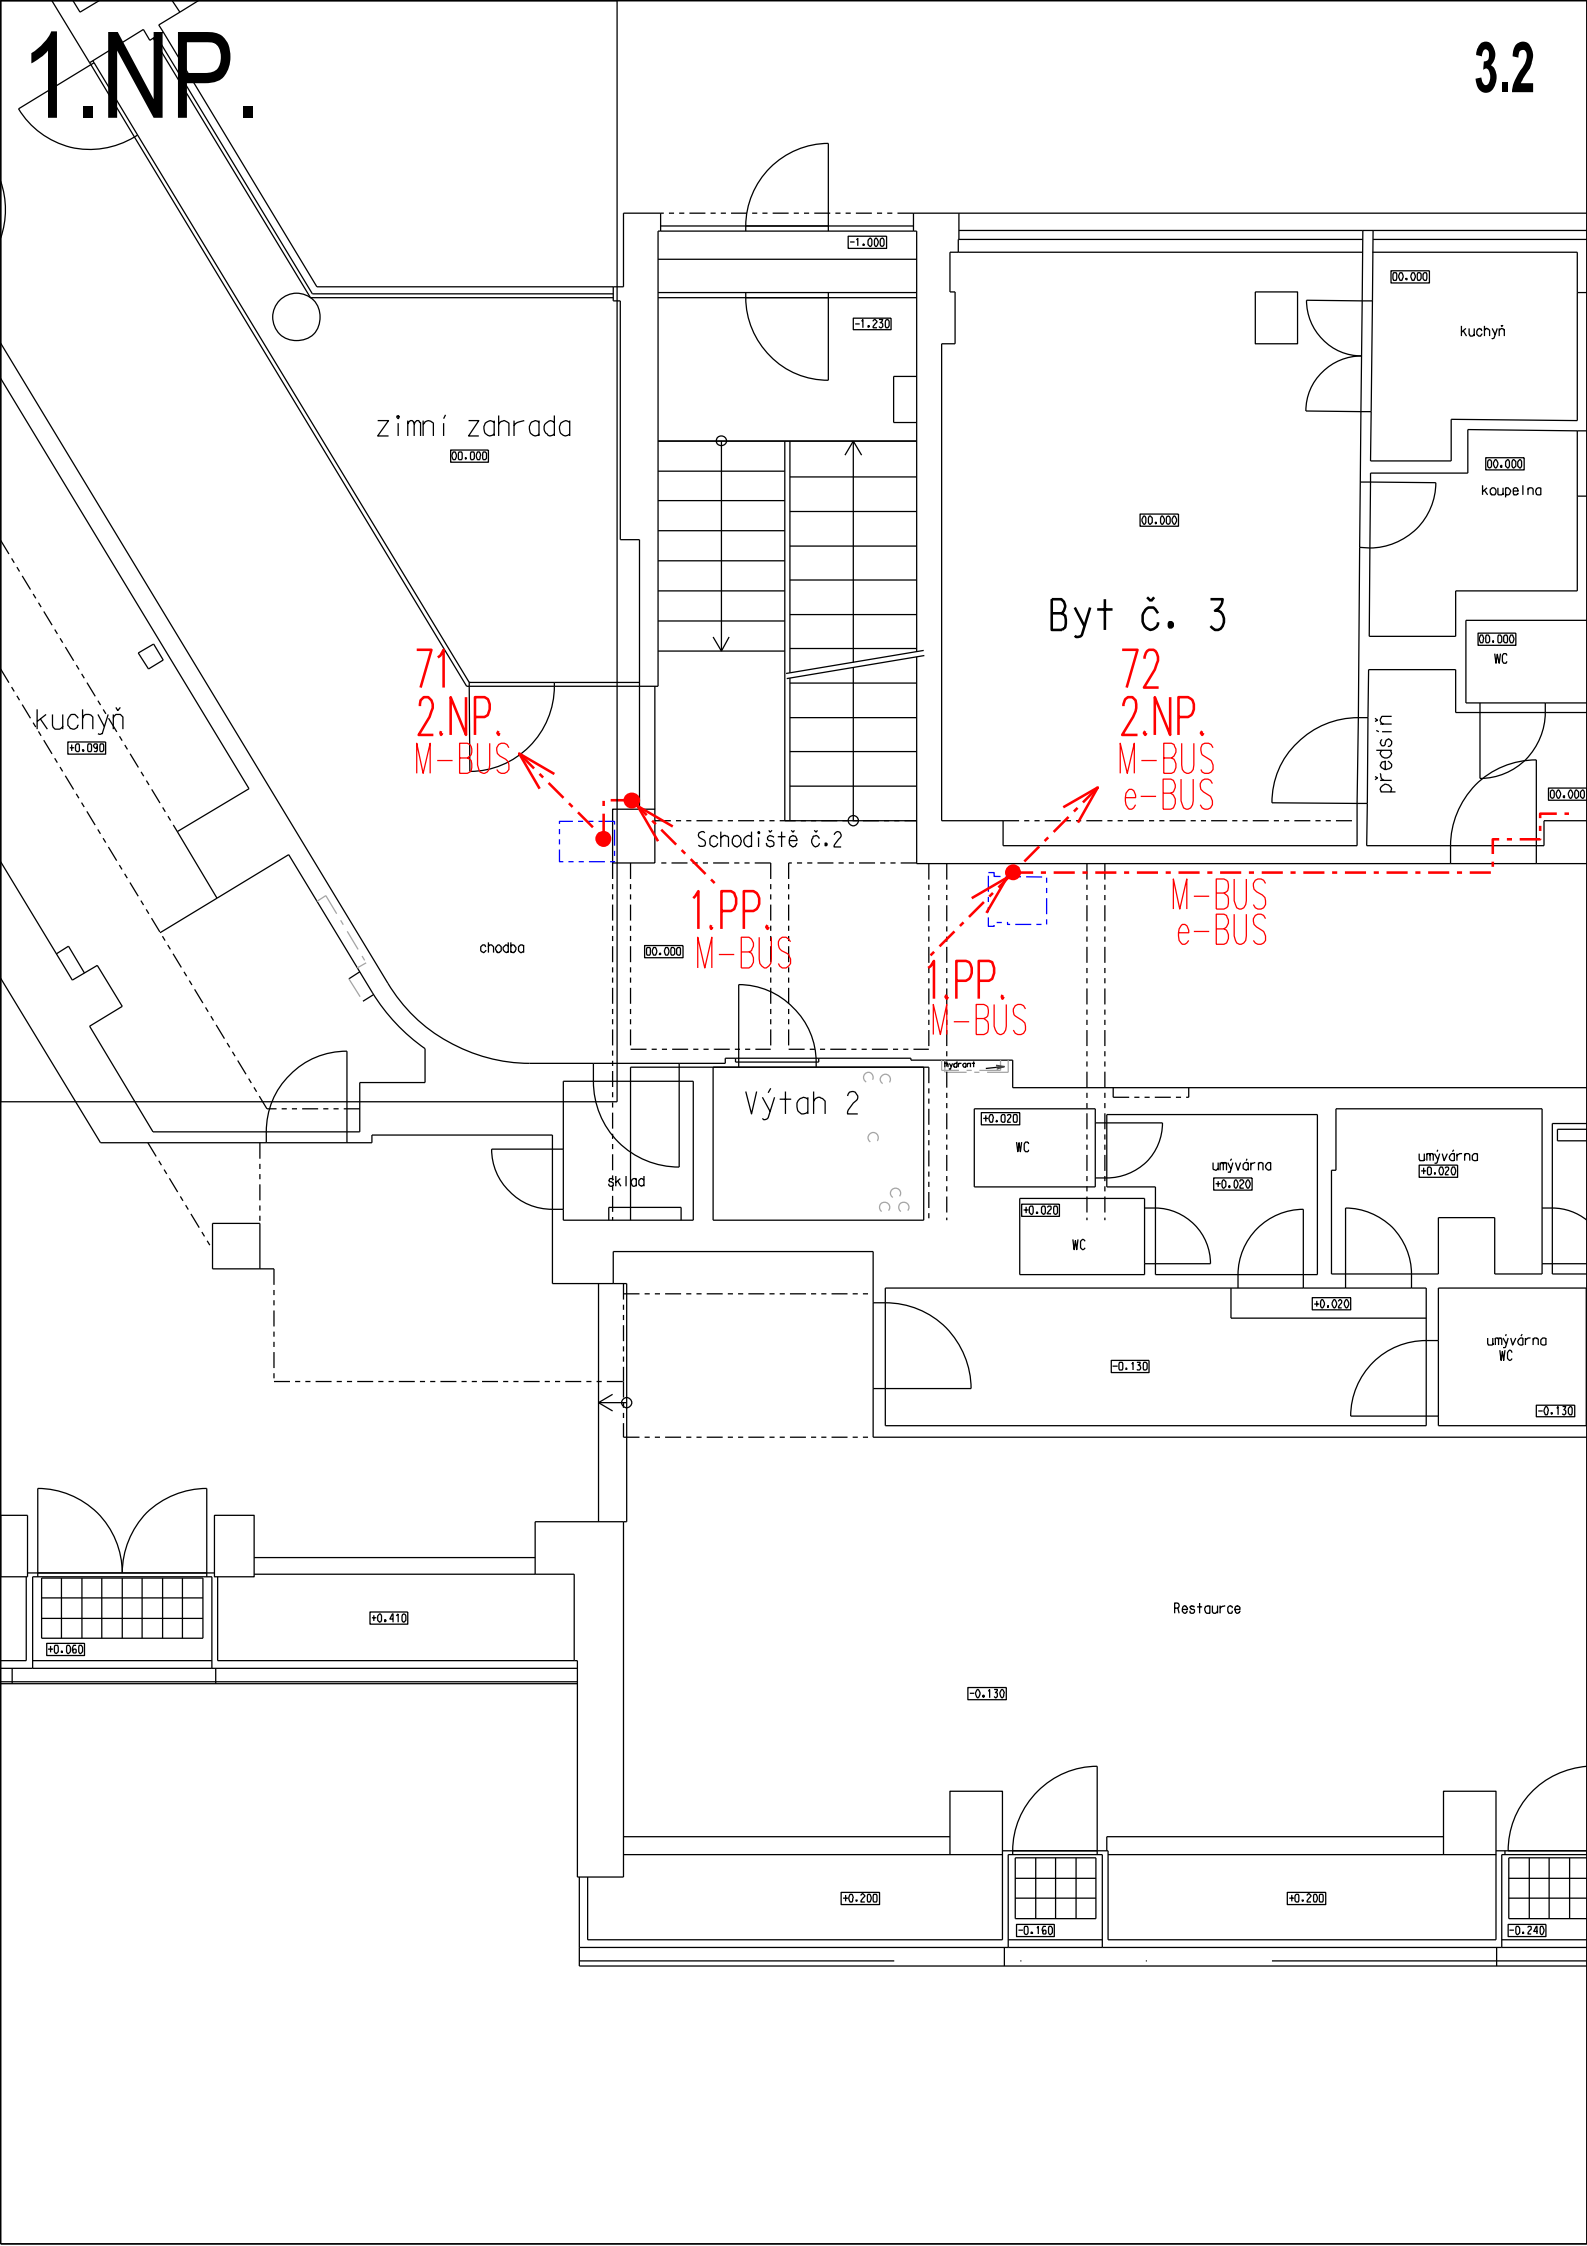 1.NP.
3.2
-1.000
00.000
-1.230
kuchyň
zimní zahrada
00.000
00.000
koupelna
00.000
Byt č. 3
00.000
WC
71
2.NP.
M-BUS
72
2.NP.
M-BUS
e-BUS
kuchyň
+0.090
předsíň
00.000
Schodiště č.2
1.PP.
M-BUS
M-BUS
e-BUS
chodba
00.000
1.PP.
M-BUS
Hydrant
Výtah 2
+0.020
WC
umývárna
+0.020
umývárna
+0.020
sklad
+0.020
WC
+0.020
umývárna
WC
-0.130
-0.130
Restaurce
+0.410
+0.060
-0.130
+0.200
+0.200
-0.160
-0.240